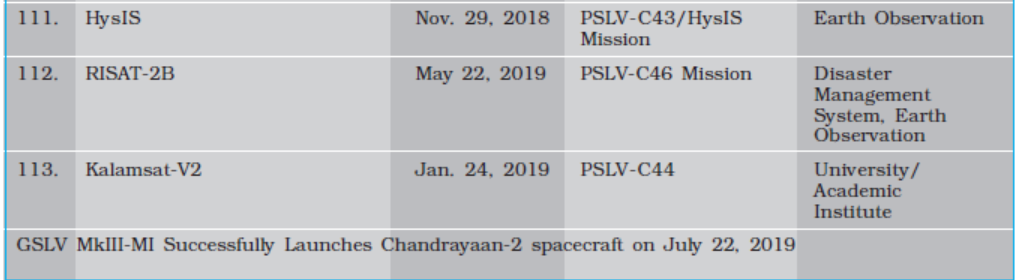 111. HysIS Nov. 29, 2018 PSLV-C43/HysIS Earth Observation
Mission
112. RISAT-2B May 22, 2019 PSLV-C46 Mission Disaster
Management
System, Earth
Observation
113. Kalamsat-V2 Jan. 24, 2019 PSLV-C44 University/
Academic
Institute
GSLV MkIII-MI Successfully Launches Chandrayaan-2 spacecraft on July 22, 2019